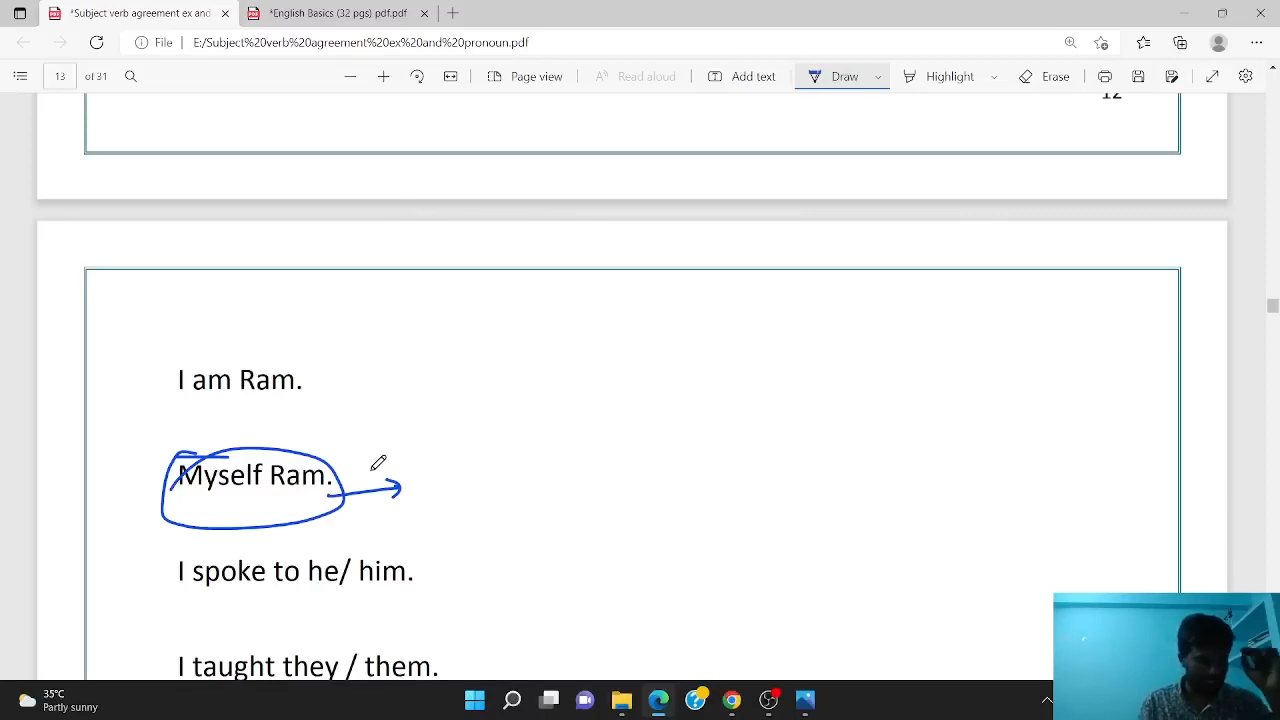 *Subject verb agreement ex and
*English Basics (32 pgs) pdf.pdf
File
E:/Subject%20verb%20agreement%20ex%20and%20pronoun.pdf
13 of 31
Page view
Read aloud
Add text
Draw
Highlight
Erase
12
I am Ram.
Myself Ram.
I spoke to he/ him.
I taught they / them.
35°C
Partly sunny